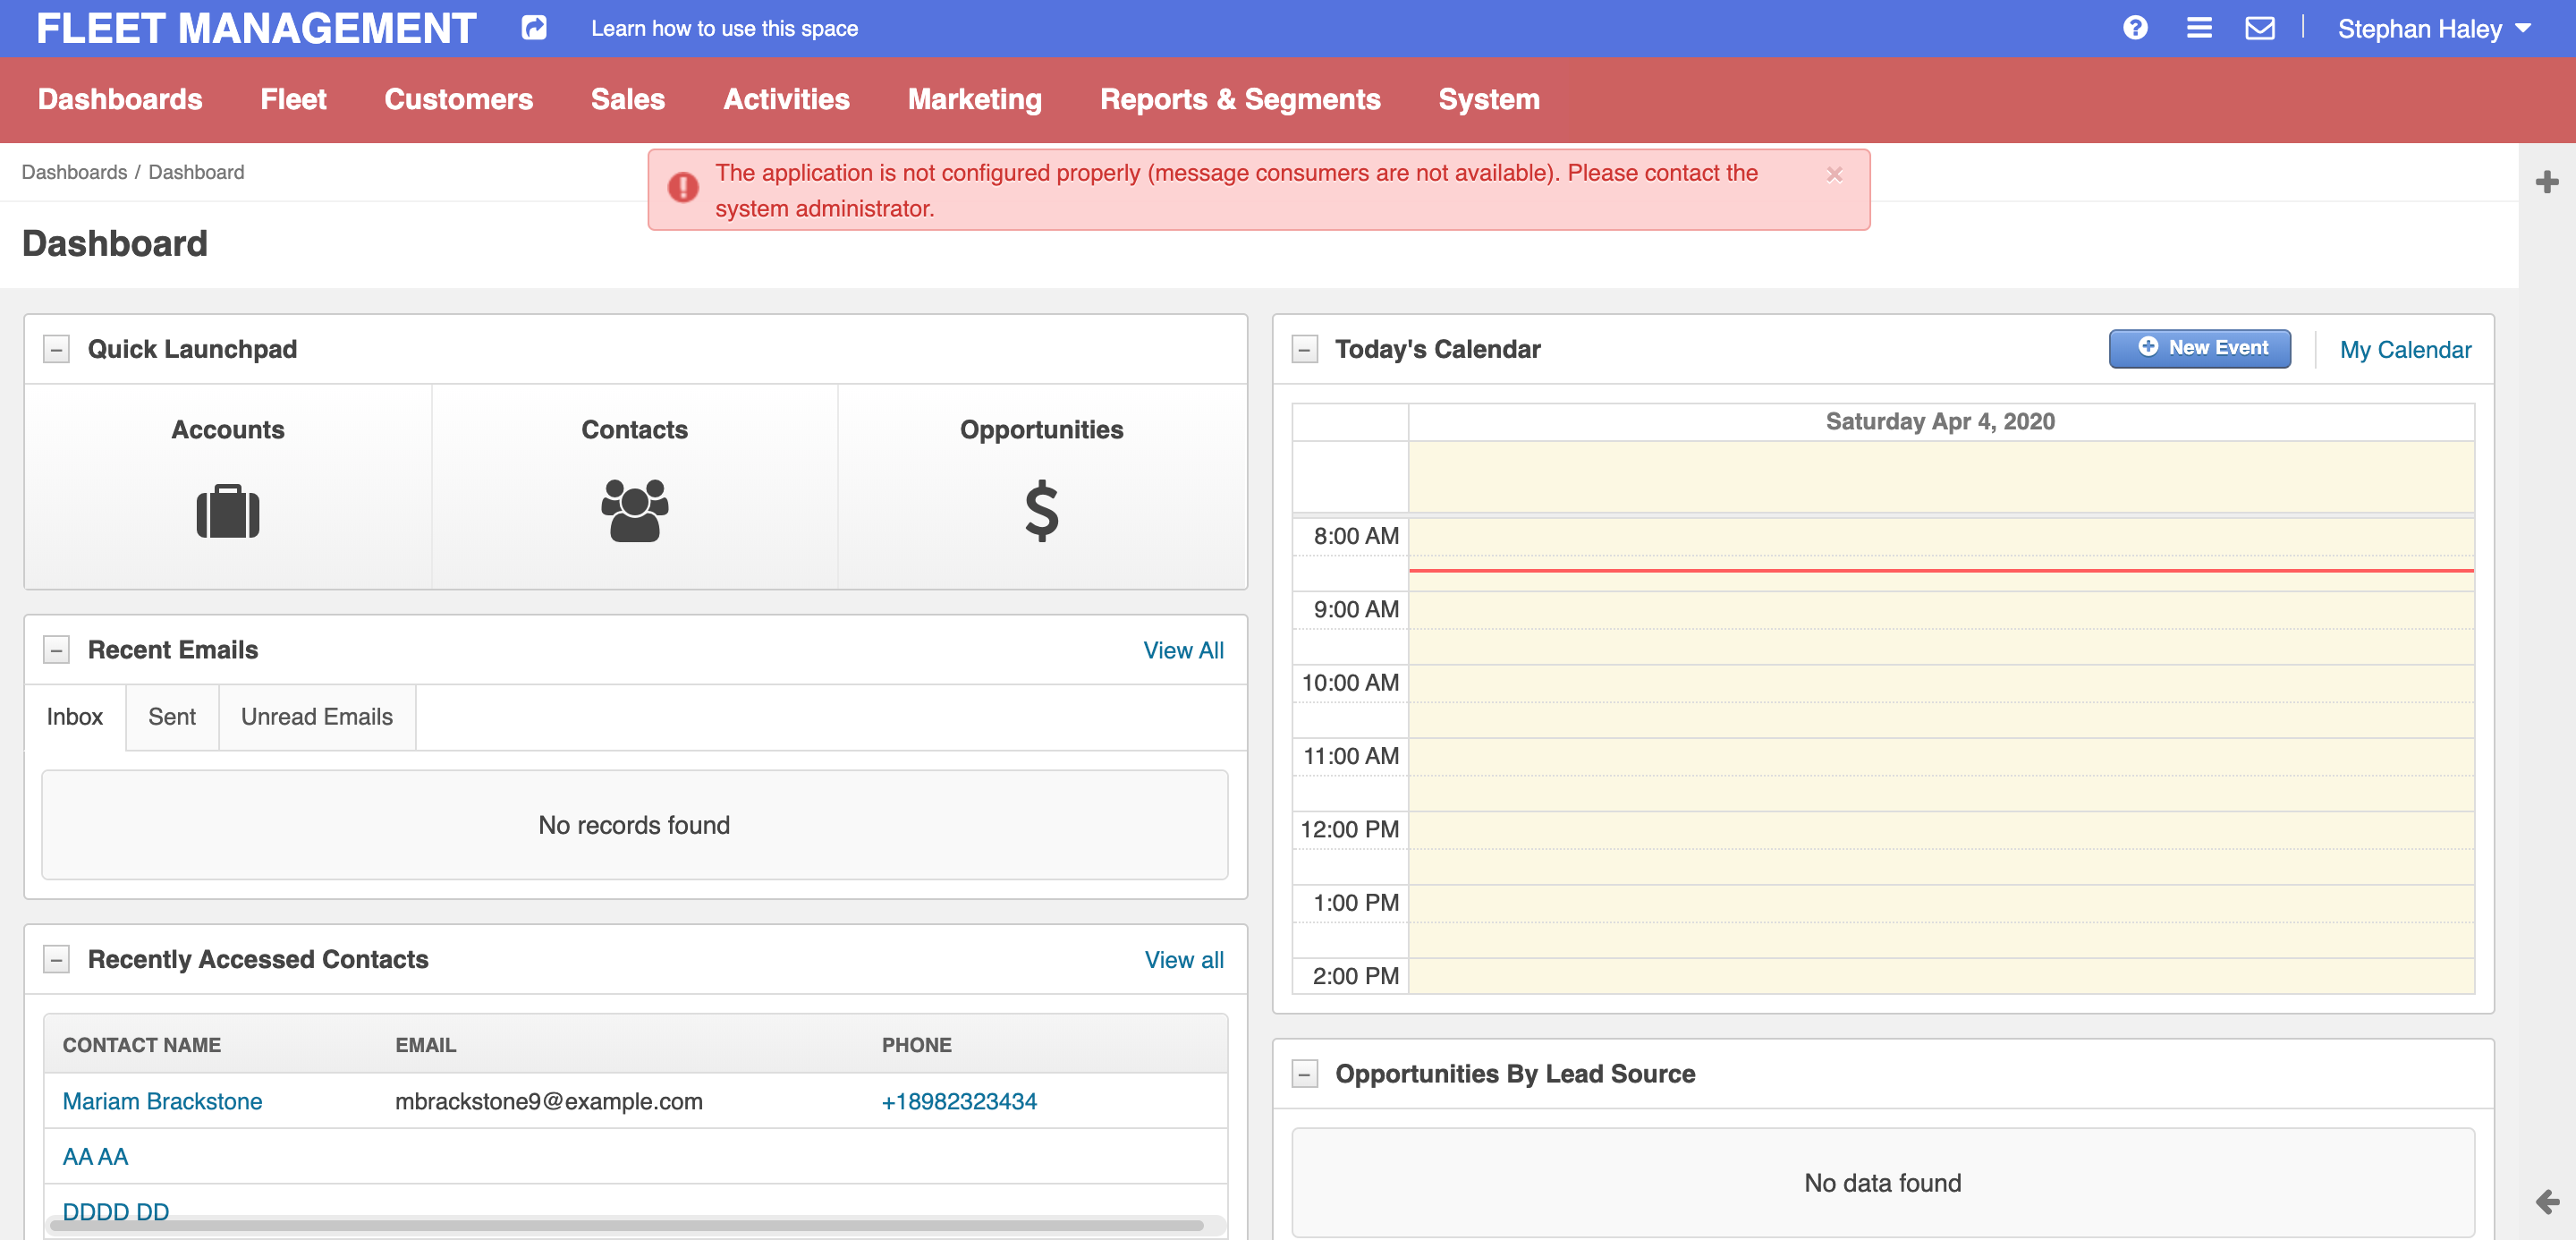 FLEET MANAGEMENT
Learn how to use this space
Stephan Haley
Dashboards
Fleet
Customers
Sales
Activities
Marketing
Reports & Segments
System
Dashboards / Dashboard
The application is not configured properly (message consumers are not available). Please contact the
system administrator.
Dashboard
Quick Launchpad
Accounts
Contacts
Opportunities
Recent Emails
View All
Inbox
Sent
Unread Emails
No records found
Recently Accessed Contacts
View all
CONTACT NAME
EMAIL
PHONE
Mariam Brackstone
mbrackstone9@example.com
+18982323434
AA AA
DDDD DD
Today's Calendar
New Event
My Calendar
Saturday Apr 4, 2020
8:00 AM
9:00 AM
10:00 AM
11:00 AM
12:00 PM
1:00 PM
2:00 PM
Opportunities By Lead Source
No data found